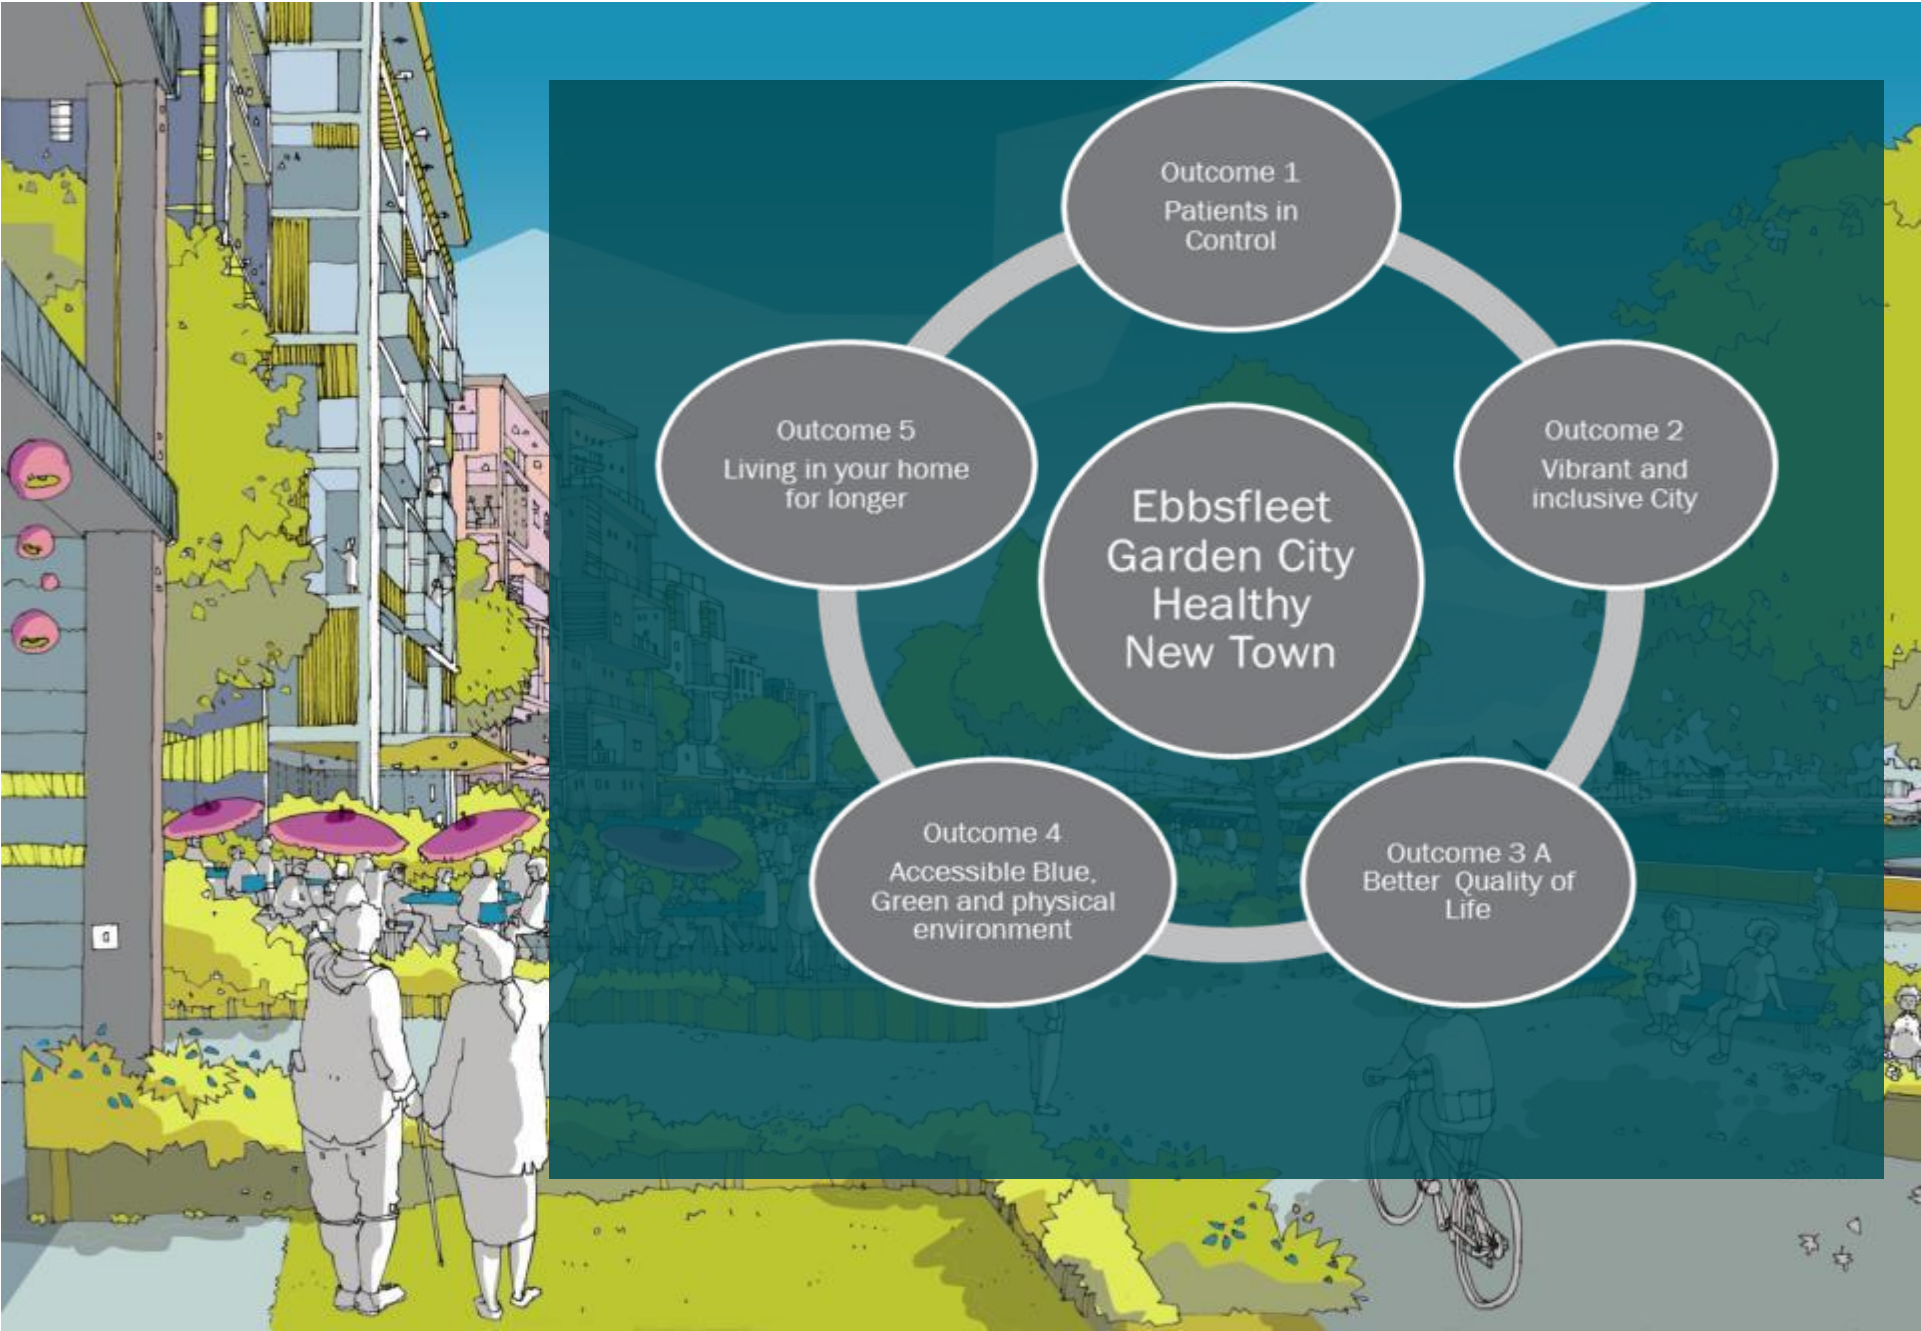 Outcome 1
Patients in
Control
Outcome 2
Vibrant and
inclusive City
Outcome 3 A
Better  Quality of
Life
Outcome 4
Accessible Blue,
Green and physical
environment
Outcome 5
Living in your home
for longer
Ebbsfleet
Garden City
Healthy
New Town